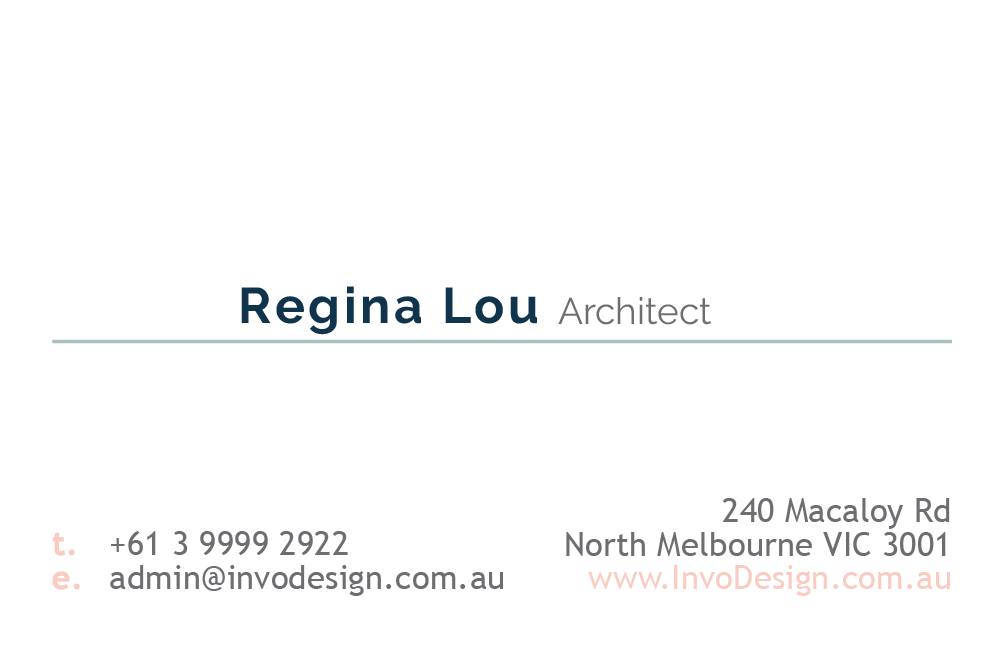 Regina Lou Architect
t. +61 3 9999 2922
e. admin@invodesign.com.au
240 Macaloy Rd
North Melbourne VIC 3001
www.InvoDesign.com.au